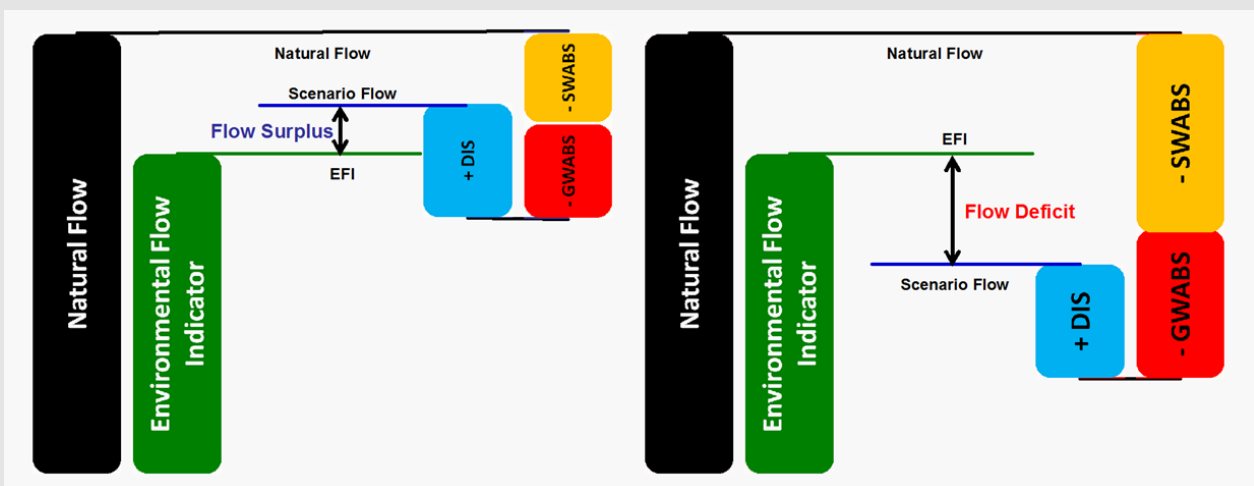 Natural Flow
Environmental Flow
Indicator
Natural Flow
Scenario Flow
Flow Surplus
EFI
+ DIS
- SWABS
- GWABS
Natural Flow
Environmental Flow
Indicator
Natural Flow
EFI
Flow Deficit
Scenario Flow
+ DIS
- SWABS
- GWABS